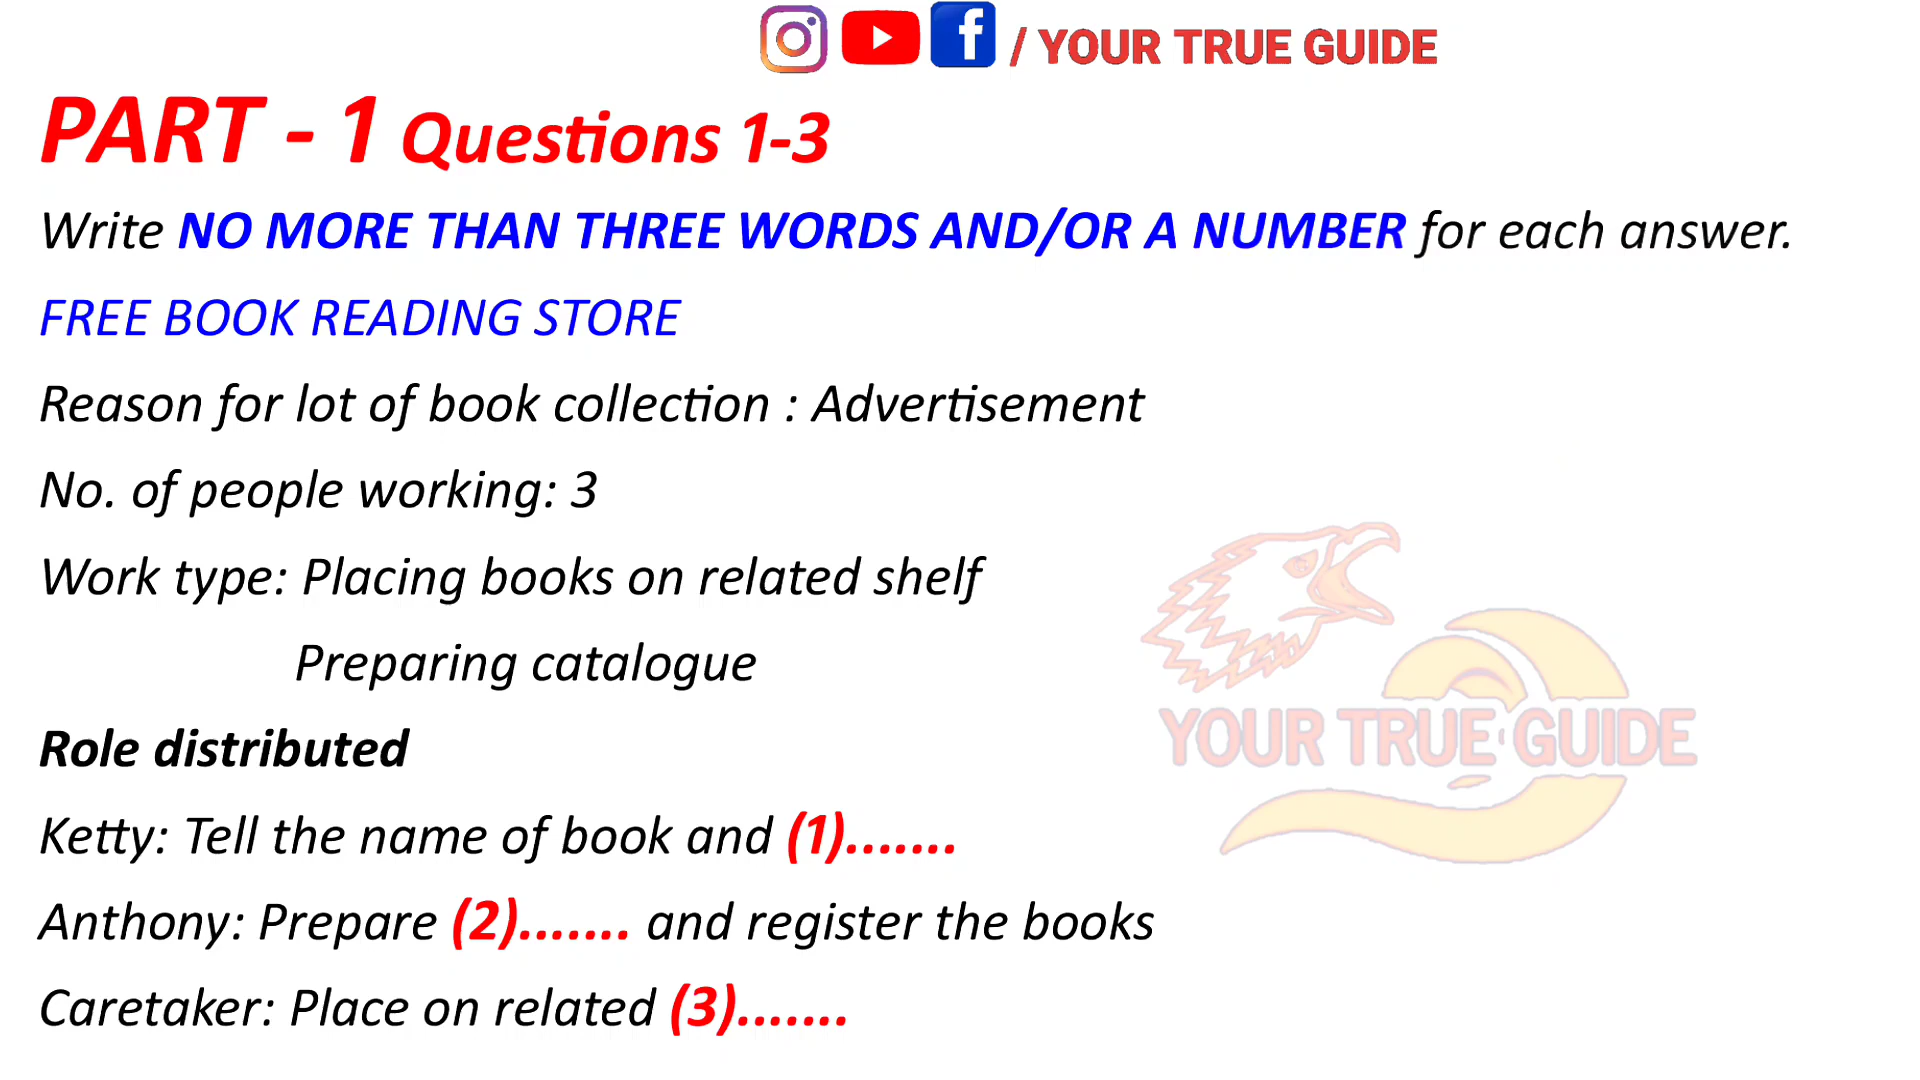 / YOUR TRUE GUIDE
PART - 1 Questions 1-3
Write NO MORE THAN THREE WORDS AND/OR A NUMBER for each answer.
FREE BOOK READING STORE
Reason for lot of book collection : Advertisement
No. of people working: 3
Work type: Placing books on related shelf
Preparing catalogue
YOUR TRUE GUIDE
Role distributed
Ketty: Tell the name of book and (1).......
Anthony: Prepare (2)....... and register the books
Caretaker: Place on related (3).......